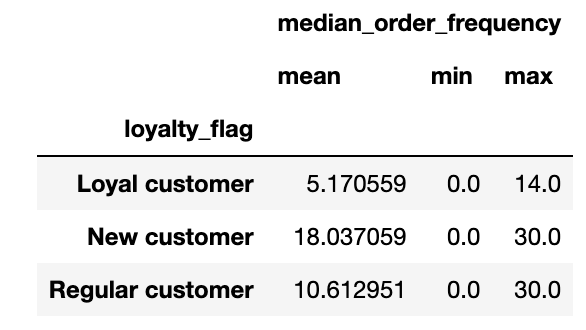 median_order_frequency
mean min max
loyalty_flag
Loyal customer 5.170559 0.0 14.0
New customer 18.037059 0.0 30.0
Regular customer 10.612951 0.0 30.0